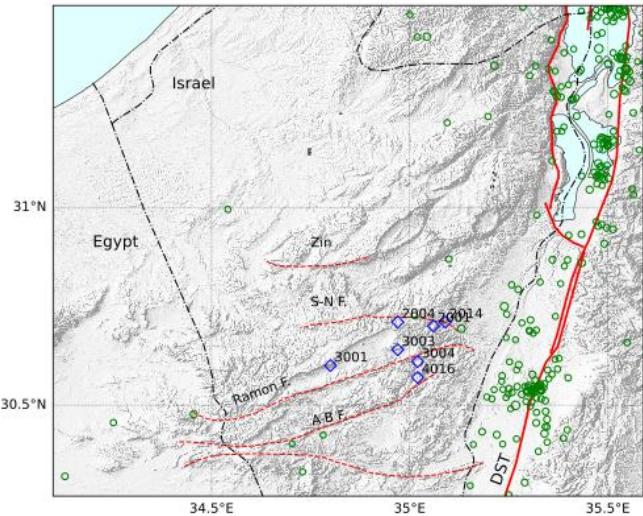 Israel
31°N
Egypt
Zin
S-N F.
2004
2001
2014
3003
3001
3004
4016
Ramon F.
30.5°N
A B F.
DST
34.5°E
35°E
35.5°E